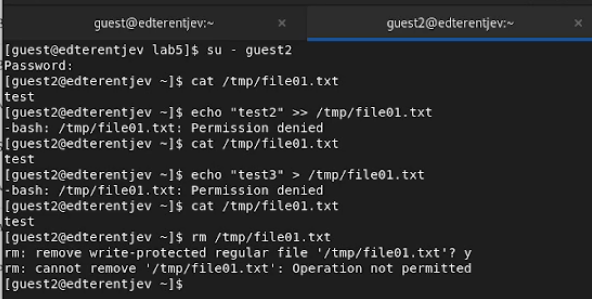 guest@edterentjev:~ × guest2@edterentjev:~ ×
[guest@edterentjev lab5]$ su - guest2
Password:
[guest2@edterentjev ~]$ cat /tmp/file01.txt
test
[guest2@edterentjev ~]$ echo "test2" >> /tmp/file01.txt
-bash: /tmp/file01.txt: Permission denied
[guest2@edterentjev ~]$ cat /tmp/file01.txt
test
[guest2@edterentjev ~]$ echo "test3" > /tmp/file01.txt
-bash: /tmp/file01.txt: Permission denied
[guest2@edterentjev ~]$ cat /tmp/file01.txt
test
[guest2@edterentjev ~]$ rm /tmp/file01.txt
rm: remove write-protected regular file '/tmp/file01.txt'? y
rm: cannot remove '/tmp/file01.txt': Operation not permitted
[guest2@edterentjev ~]$